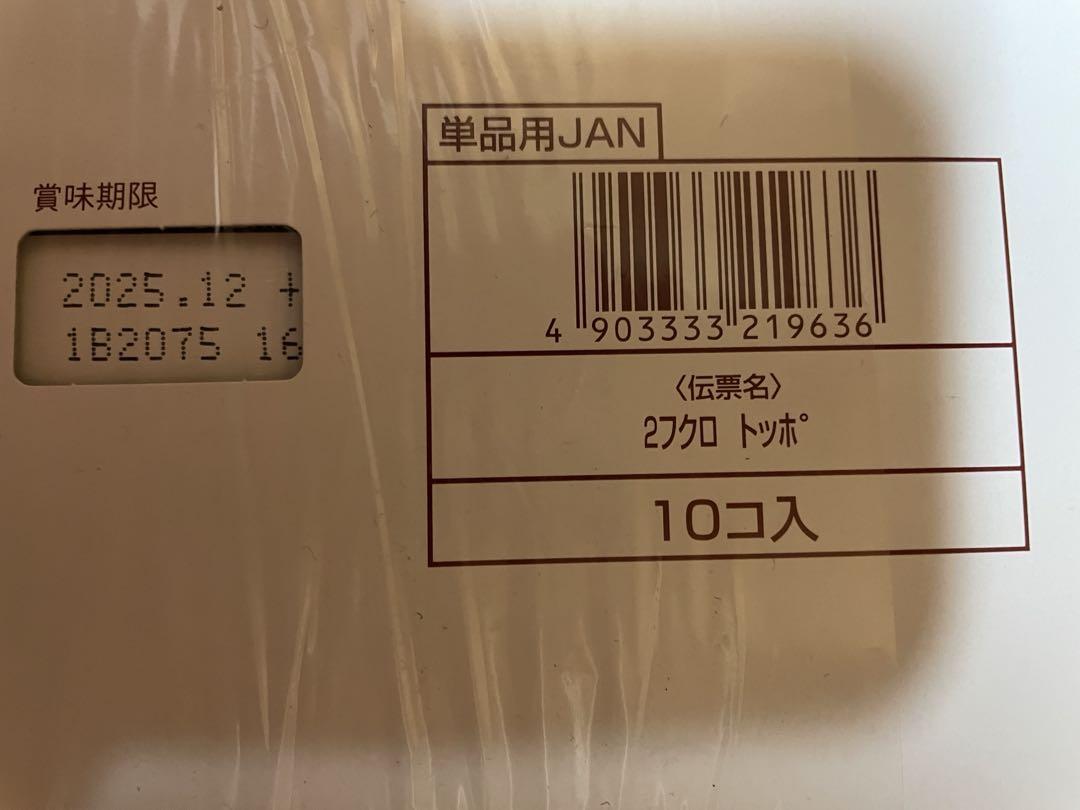 賞味期限
2025.12 +
1B2075 16
単品用JAN
4 903333 219636
〈伝票名〉
2フクロ トッポ
10コ入